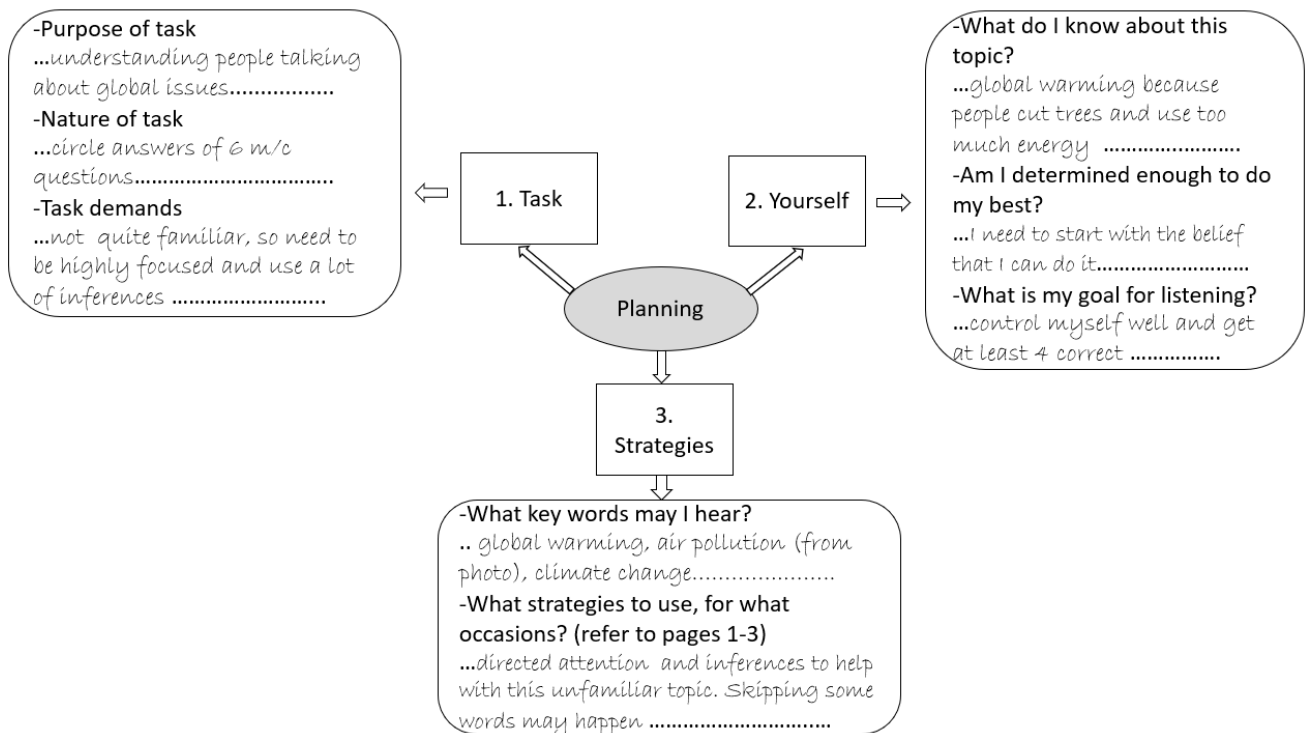 -Purpose of task
...understanding people talking
about global issues..................
-Nature of task
...circle answers of 6 m/c
questions...................................
-Task demands
...not quite familiar, so need to
be highly focused and use a lot
of inferences ...........................
1. Task
2. Yourself
-What do I know about this
topic?
...global warming because
people cut trees and use too
much energy ........................
-Am I determined enough to do
my best?
...I need to start with the belief
that I can do it...........................
-What is my goal for listening?
...control myself well and get
at least 4 correct ................
Planning
3.
Strategies
-What key words may I hear?
.. global warming, air pollution (from
photo), climate change.......................
-What strategies to use, for what
occasions? (refer to pages 1-3)
...directed attention and inferences to help
with this unfamiliar topic. Skipping some
words may happen ................................